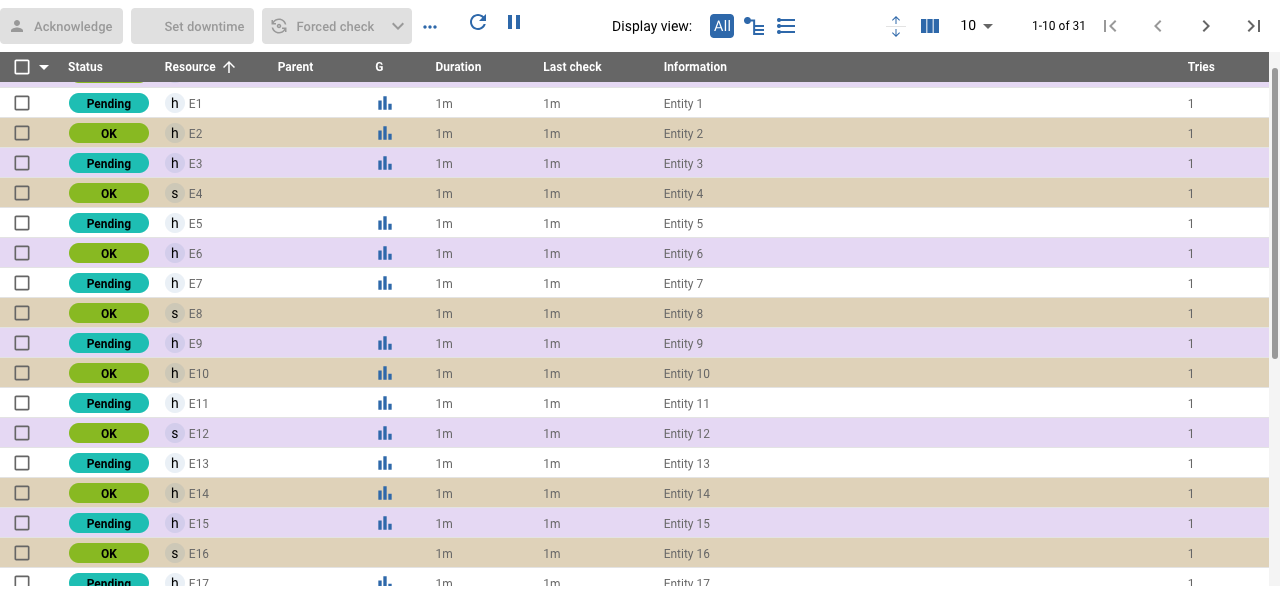 Acknowledge Set downtime Forced check Display view: All 10 1-10 of 31
Status Resource Parent G Duration Last check Information Tries
Pending h E1 1m 1m Entity 1 1
OK h E2 1m 1m Entity 2 1
Pending h E3 1m 1m Entity 3 1
OK s E4 1m 1m Entity 4 1
Pending h E5 1m 1m Entity 5 1
OK h E6 1m 1m Entity 6 1
Pending h E7 1m 1m Entity 7 1
OK s E8 1m 1m Entity 8 1
Pending h E9 1m 1m Entity 9 1
OK h E10 1m 1m Entity 10 1
Pending h E11 1m 1m Entity 11 1
OK s E12 1m 1m Entity 12 1
Pending h E13 1m 1m Entity 13 1
OK h E14 1m 1m Entity 14 1
Pending h E15 1m 1m Entity 15 1
OK s E16 1m 1m Entity 16 1
Pending h E17 1m 1m Entity 17 1